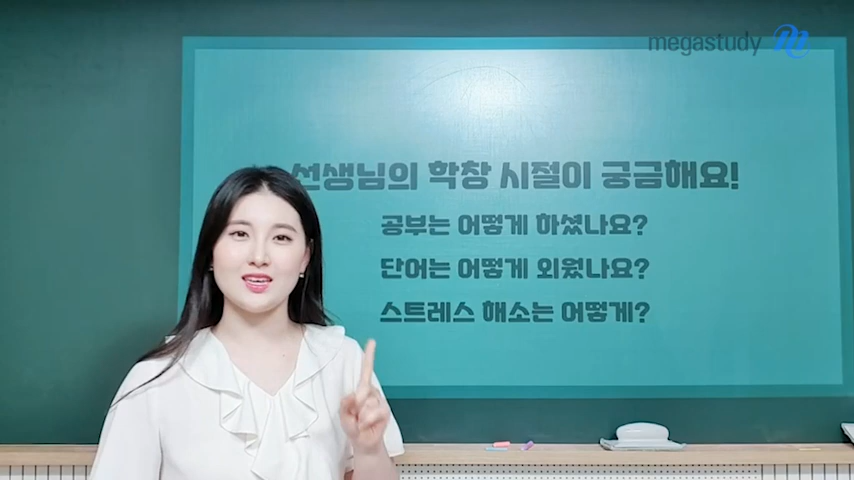 megastudy
선생님의 학창 시절이 궁금해요!
공부는 어떻게 하셨나요?
단어는 어떻게 외웠나요?
스트레스 해소는 어떻게?